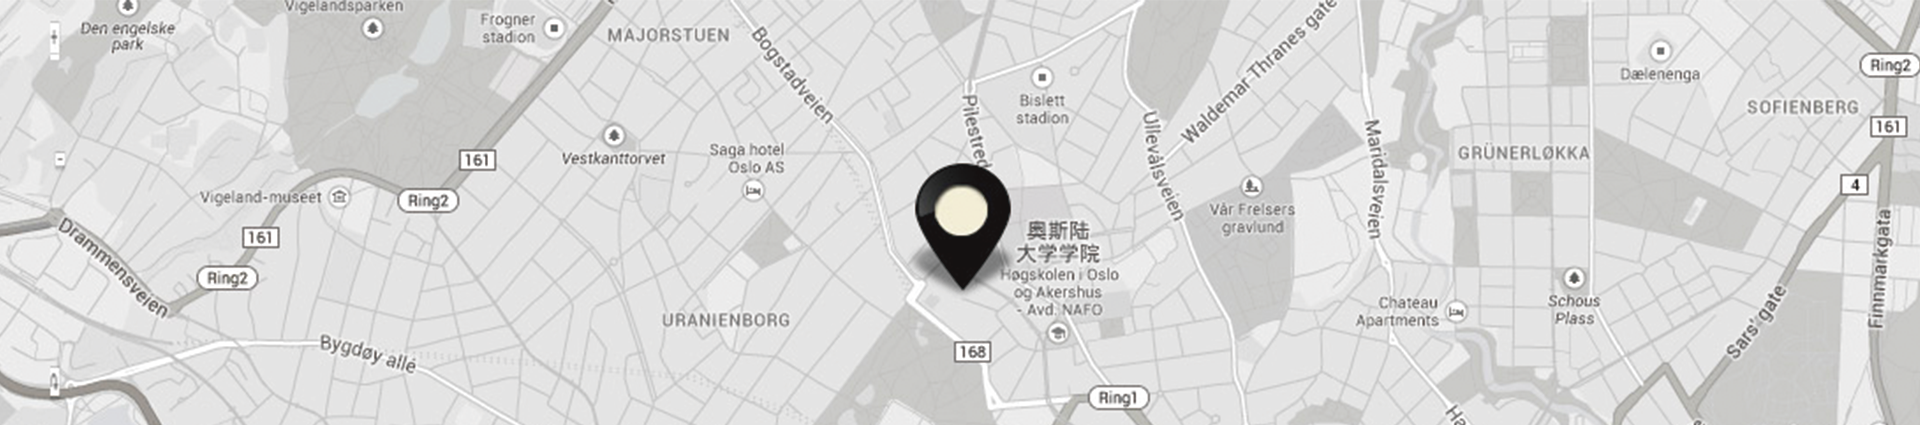 Vigelandsparken
Den engelske
park
Frogner
stadion
MAJORSTUEN
Bogstadveien
Pilestred
Bislett
stadion
Ullevålsveien
Waldemar Thranes gate
Maridalsveien
Dælenenga
Ring2
SOFIENBERG
161
GRÜNERLØKKA
4
Vestkanttorvet
Saga hotel
Oslo AS
161
Vigeland-museet
Ring2
161
Ring2
Drammensveien
Vår Frelsers
gravlund
奥斯陆
大学学院
Høgskolen i Oslo
og Akershus
- Avd. NAFO
Chateau
Apartments
Schous
Plass
Sars' gate
Finnmarkgata
URANIENBORG
Bygdøy allé
168
Ring1
Ha